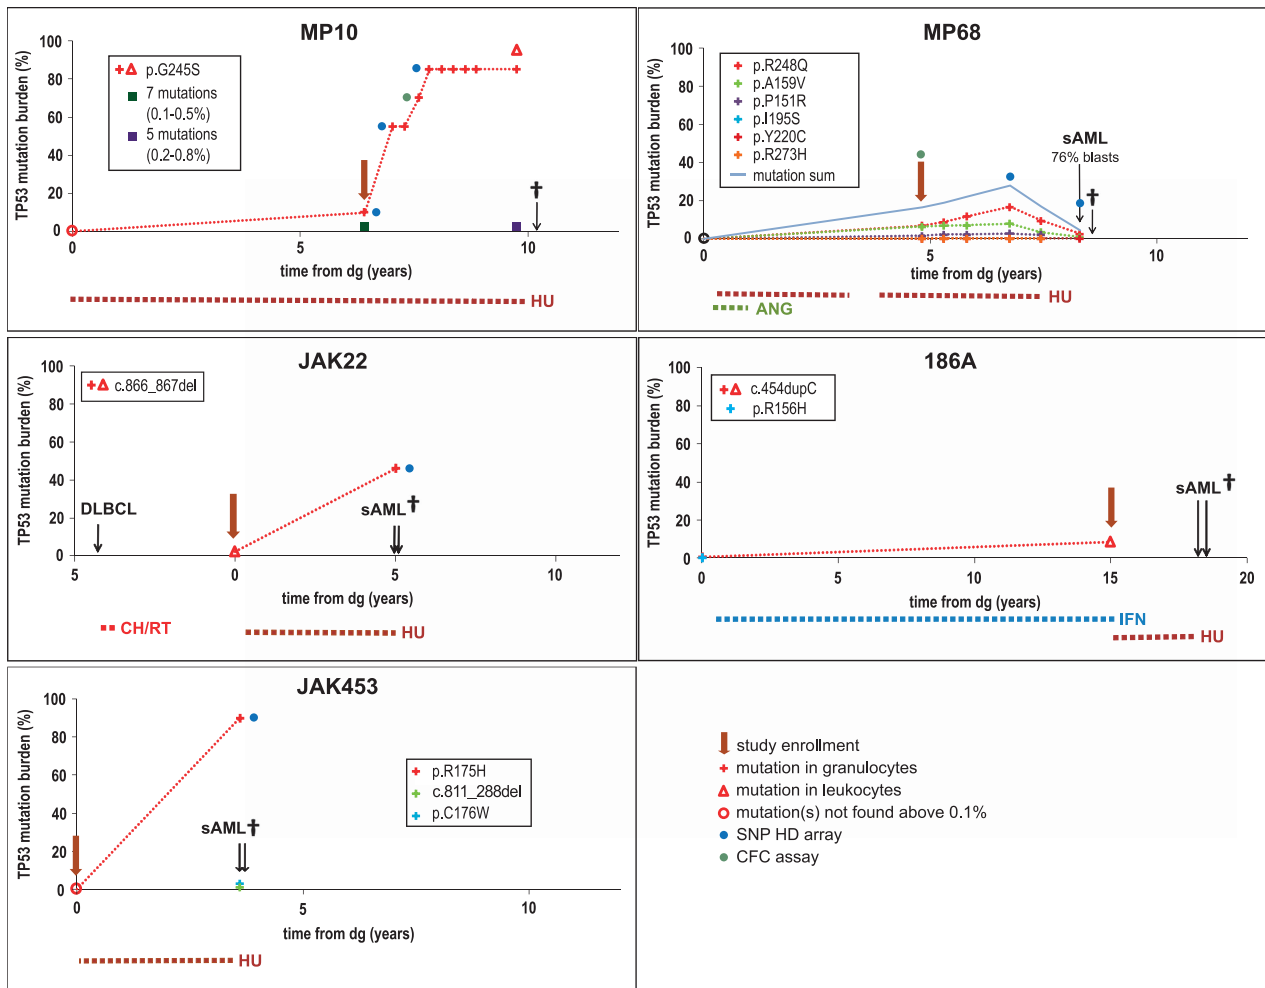 MP10
TP53 mutation burden (%)
100
80
60
40
20
0
p.G245S
7 mutations
(0.1-0.5%)
5 mutations
(0.2-0.8%)
†
0
5
10
time from dg (years)
HU
MP68
TP53 mutation burden (%)
100
80
60
40
20
0
p.R248Q
p.A159V
p.P151R
p.I195S
p.Y220C
p.R273H
mutation sum
sAML
76% blasts
†
0
5
10
time from dg (years)
HU
ANG
JAK22
TP53 mutation burden (%)
100
80
60
40
20
0
c.866_867del
DLBCL
sAML †
5
0
5
10
time from dg (years)
CH/RT
HU
186A
TP53 mutation burden (%)
100
80
60
40
20
0
c.454dupC
p.R156H
sAML †
0
5
10
15
20
time from dg (years)
IFN
HU
JAK453
TP53 mutation burden (%)
100
80
60
40
20
0
p.R175H
c.811_288del
p.C176W
sAML †
0
5
10
time from dg (years)
HU
study enrollment
mutation in granulocytes
mutation in leukocytes
mutation(s) not found above 0.1%
SNP HD array
CFC assay